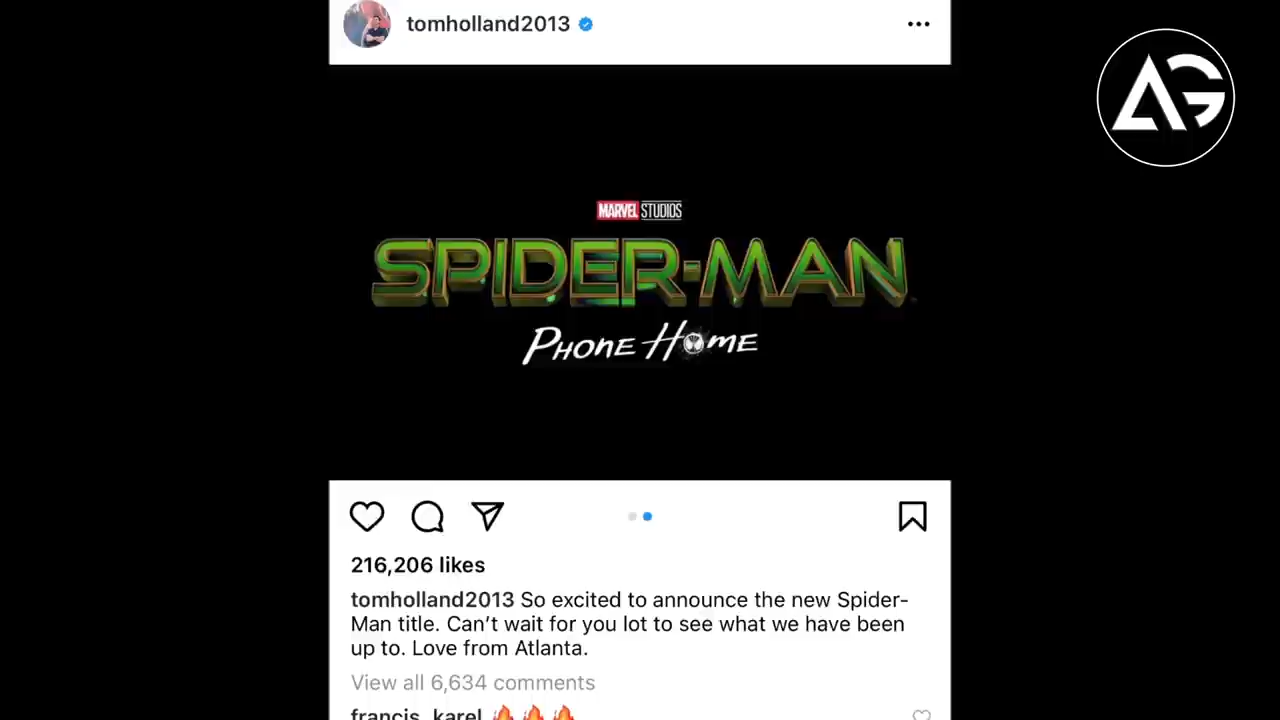 tomholland2013
AG
MARVEL STUDIOS
SPIDER-MAN
PHONE HOME
216,206 likes
tomholland2013 So excited to announce the new Spider-
Man title. Can't wait for you lot to see what we have been
up to. Love from Atlanta.
View all 6,634 comments
francis_karel 🔥🔥🔥